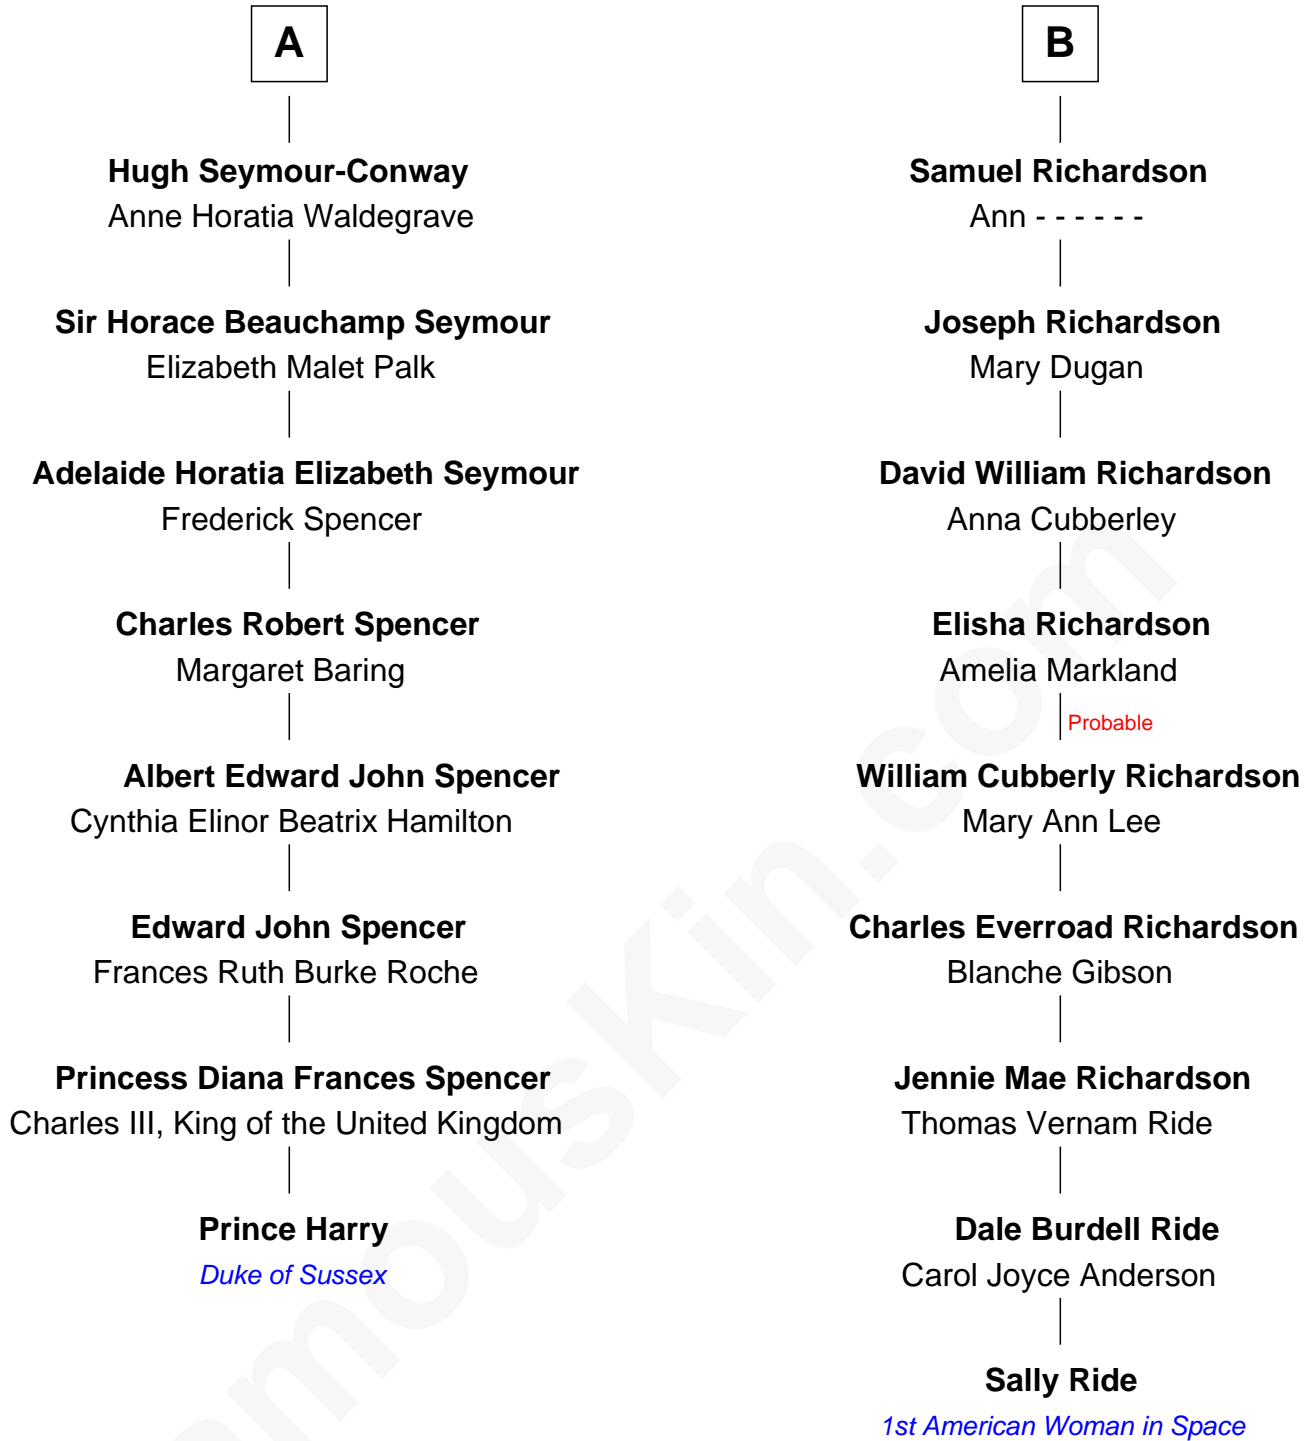 A
Hugh Seymour-Conway
Anne Horatia Waldegrave
Sir Horace Beauchamp Seymour
Elizabeth Malet Palk
Adelaide Horatia Elizabeth Seymour
Frederick Spencer
Charles Robert Spencer
Margaret Baring
Albert Edward John Spencer
Cynthia Elinor Beatrix Hamilton
Edward John Spencer
Frances Ruth Burke Roche
Princess Diana Frances Spencer
Charles III, King of the United Kingdom
Prince Harry
Duke of Sussex
B
Samuel Richardson
Ann - - - - - -
Joseph Richardson
Mary Dugan
David William Richardson
Anna Cubberley
Elisha Richardson
Amelia Markland
Probable
William Cubberly Richardson
Mary Ann Lee
Charles Everroad Richardson
Blanche Gibson
Jennie Mae Richardson
Thomas Vernam Ride
Dale Burdell Ride
Carol Joyce Anderson
Sally Ride
1st American Woman in Space
amousKin.com